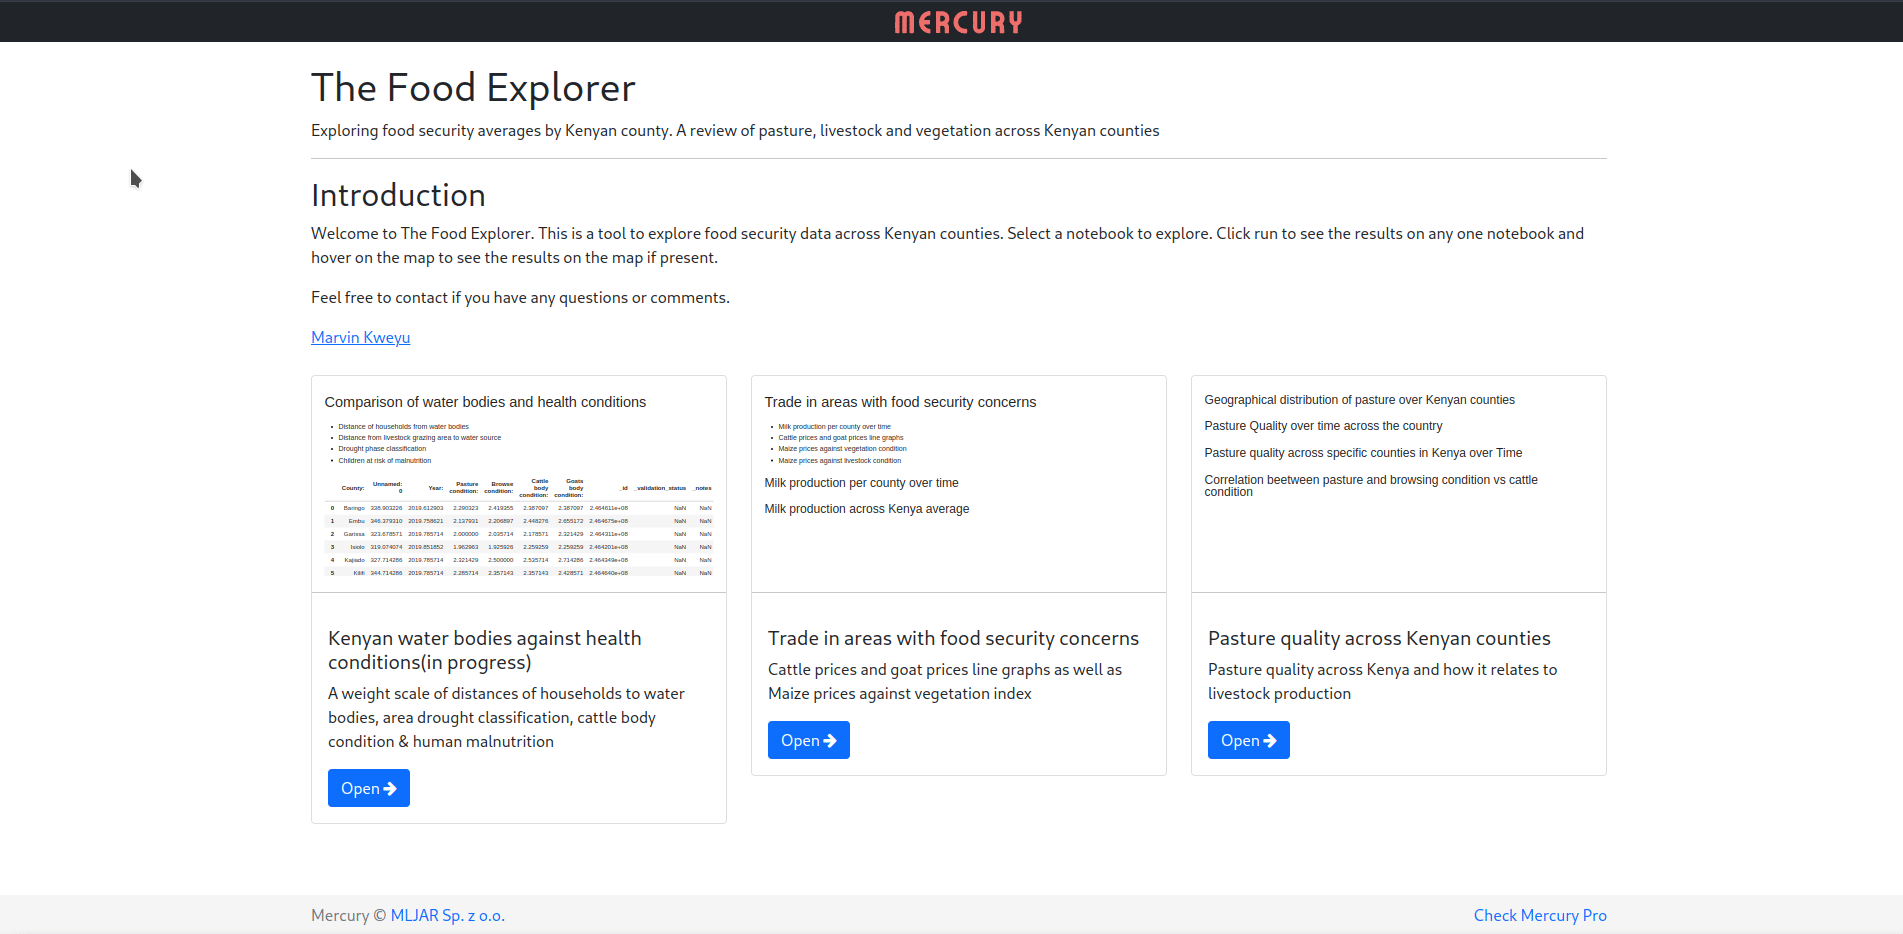 MERCURY
The Food Explorer
Exploring food security averages by Kenyan county. A review of pasture, livestock and vegetation across Kenyan counties
Introduction
Welcome to The Food Explorer. This is a tool to explore food security data across Kenyan counties. Select a notebook to explore. Click run to see the results on any one notebook and
hover on the map to see the results on the map if present.
Feel free to contact if you have any questions or comments.
Marvin Kweyu
Comparison of water bodies and health conditions
• Distance of households from water bodies
• Distance from livestock grazing area to water source
• Drought phase classification
• Children at risk of malnutrition
County: Unnamed: 0 Year: Pasture condition: Browse condition: Cattle body condition: Goats body condition: _id _validation_status _notes
0 Baringo 338.903226 2019.612903 2.290323 2.419355 2.387097 2.387097 2.464611e+08 NaN NaN
1 Embu 346.379310 2019.758621 2.137931 2.206897 2.448276 2.655172 2.464675e+08 NaN NaN
2 Garissa 323.678571 2019.785714 2.000000 2.035714 2.178571 2.321429 2.464311e+08 NaN NaN
3 Isiolo 319.074074 2019.851852 1.962963 1.925926 2.259259 2.259259 2.464201e+08 NaN NaN
4 Kajiado 327.714286 2019.785714 2.321429 2.500000 2.535714 2.714286 2.464349e+08 NaN NaN
5 Kilifi 344.714286 2019.785714 2.285714 2.357143 2.357143 2.428571 2.464640e+08 NaN NaN
Kenyan water bodies against health
conditions(in progress)
A weight scale of distances of households to water
bodies, area drought classification, cattle body
condition & human malnutrition
Open
Trade in areas with food security concerns
• Milk production per county over time
• Cattle prices and goat prices line graphs
• Maize prices against vegetation condition
• Maize prices against livestock condition
Milk production per county over time
Milk production across Kenya average
Trade in areas with food security concerns
Cattle prices and goat prices line graphs as well as
Maize prices against vegetation index
Open
Geographical distribution of pasture over Kenyan counties
Pasture Quality over time across the country
Pasture quality across specific counties in Kenya over Time
Correlation beetween pasture and browsing condition vs cattle
condition
Pasture quality across Kenyan counties
Pasture quality across Kenya and how it relates to
livestock production
Open
Mercury © MLJAR Sp. z o.o.
Check Mercury Pro